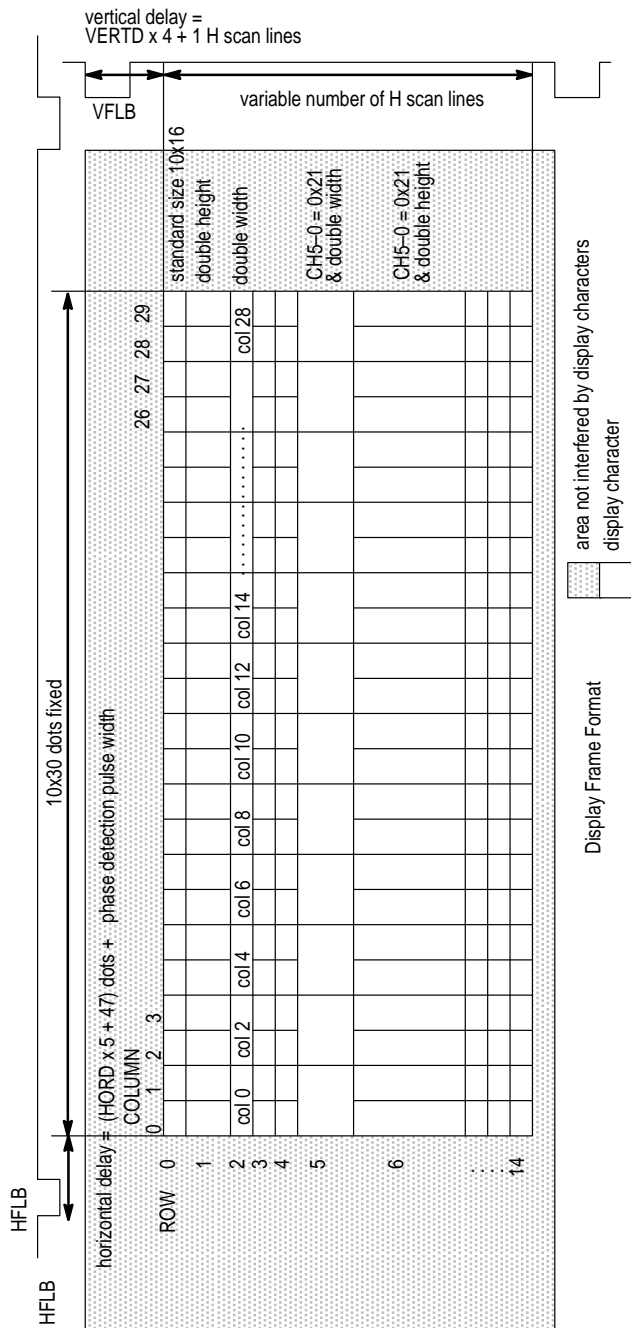 vertical delay =
VERTD x 4 + 1 H scan lines
VFLB
variable number of H scan lines
HFLB
HFLB
10x30 dots fixed
horizontal delay = (HORD x 5 + 47) dots + phase detection pulse width
COLUMN
0 1 2 3 26 27 28 29
ROW
0 standard size 10x16
1 double height
2 col 0 col 2 col 4 col 6 col 8 col 10 col 12 col 14 . . . . . . . . . . . . . . col 28 double width
3
4
5 CH5–0 = 0x21
& double width
6 CH5–0 = 0x21
& double height
. . . .
14
area not interfered by display characters
display character
Display Frame Format